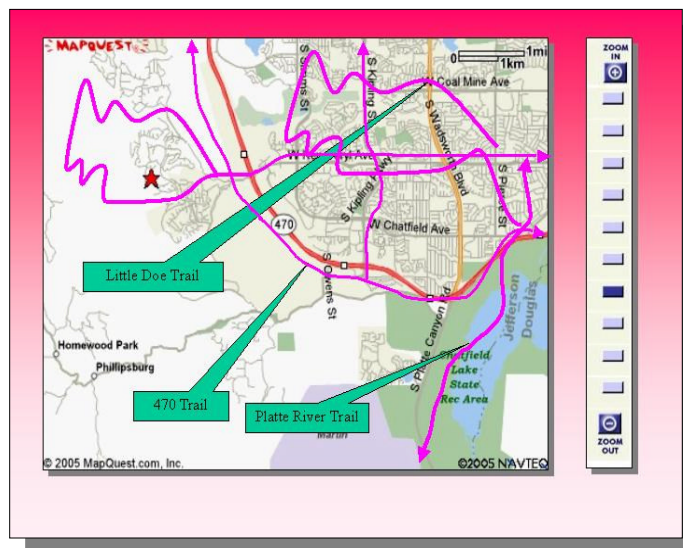 MAPQUEST
S Simms St
S Kipling St
0 1mi
1km
W Coal Mine Ave
S Wadsworth Blvd
W Ave
S Pierce St
S Kipling Pkwy
470
W Chatfield Ave
S Owens St
Little Doe Trail
S Platte Canyon Rd
Jefferson
Douglas
Homewood Park
Phillipsburg
Chatfield
Lake
State
Rec Area
470 Trail
Platte River Trail
© 2005 MapQuest.com, Inc.
©2005 NAVTEQ
ZOOM
IN
ZOOM
OUT